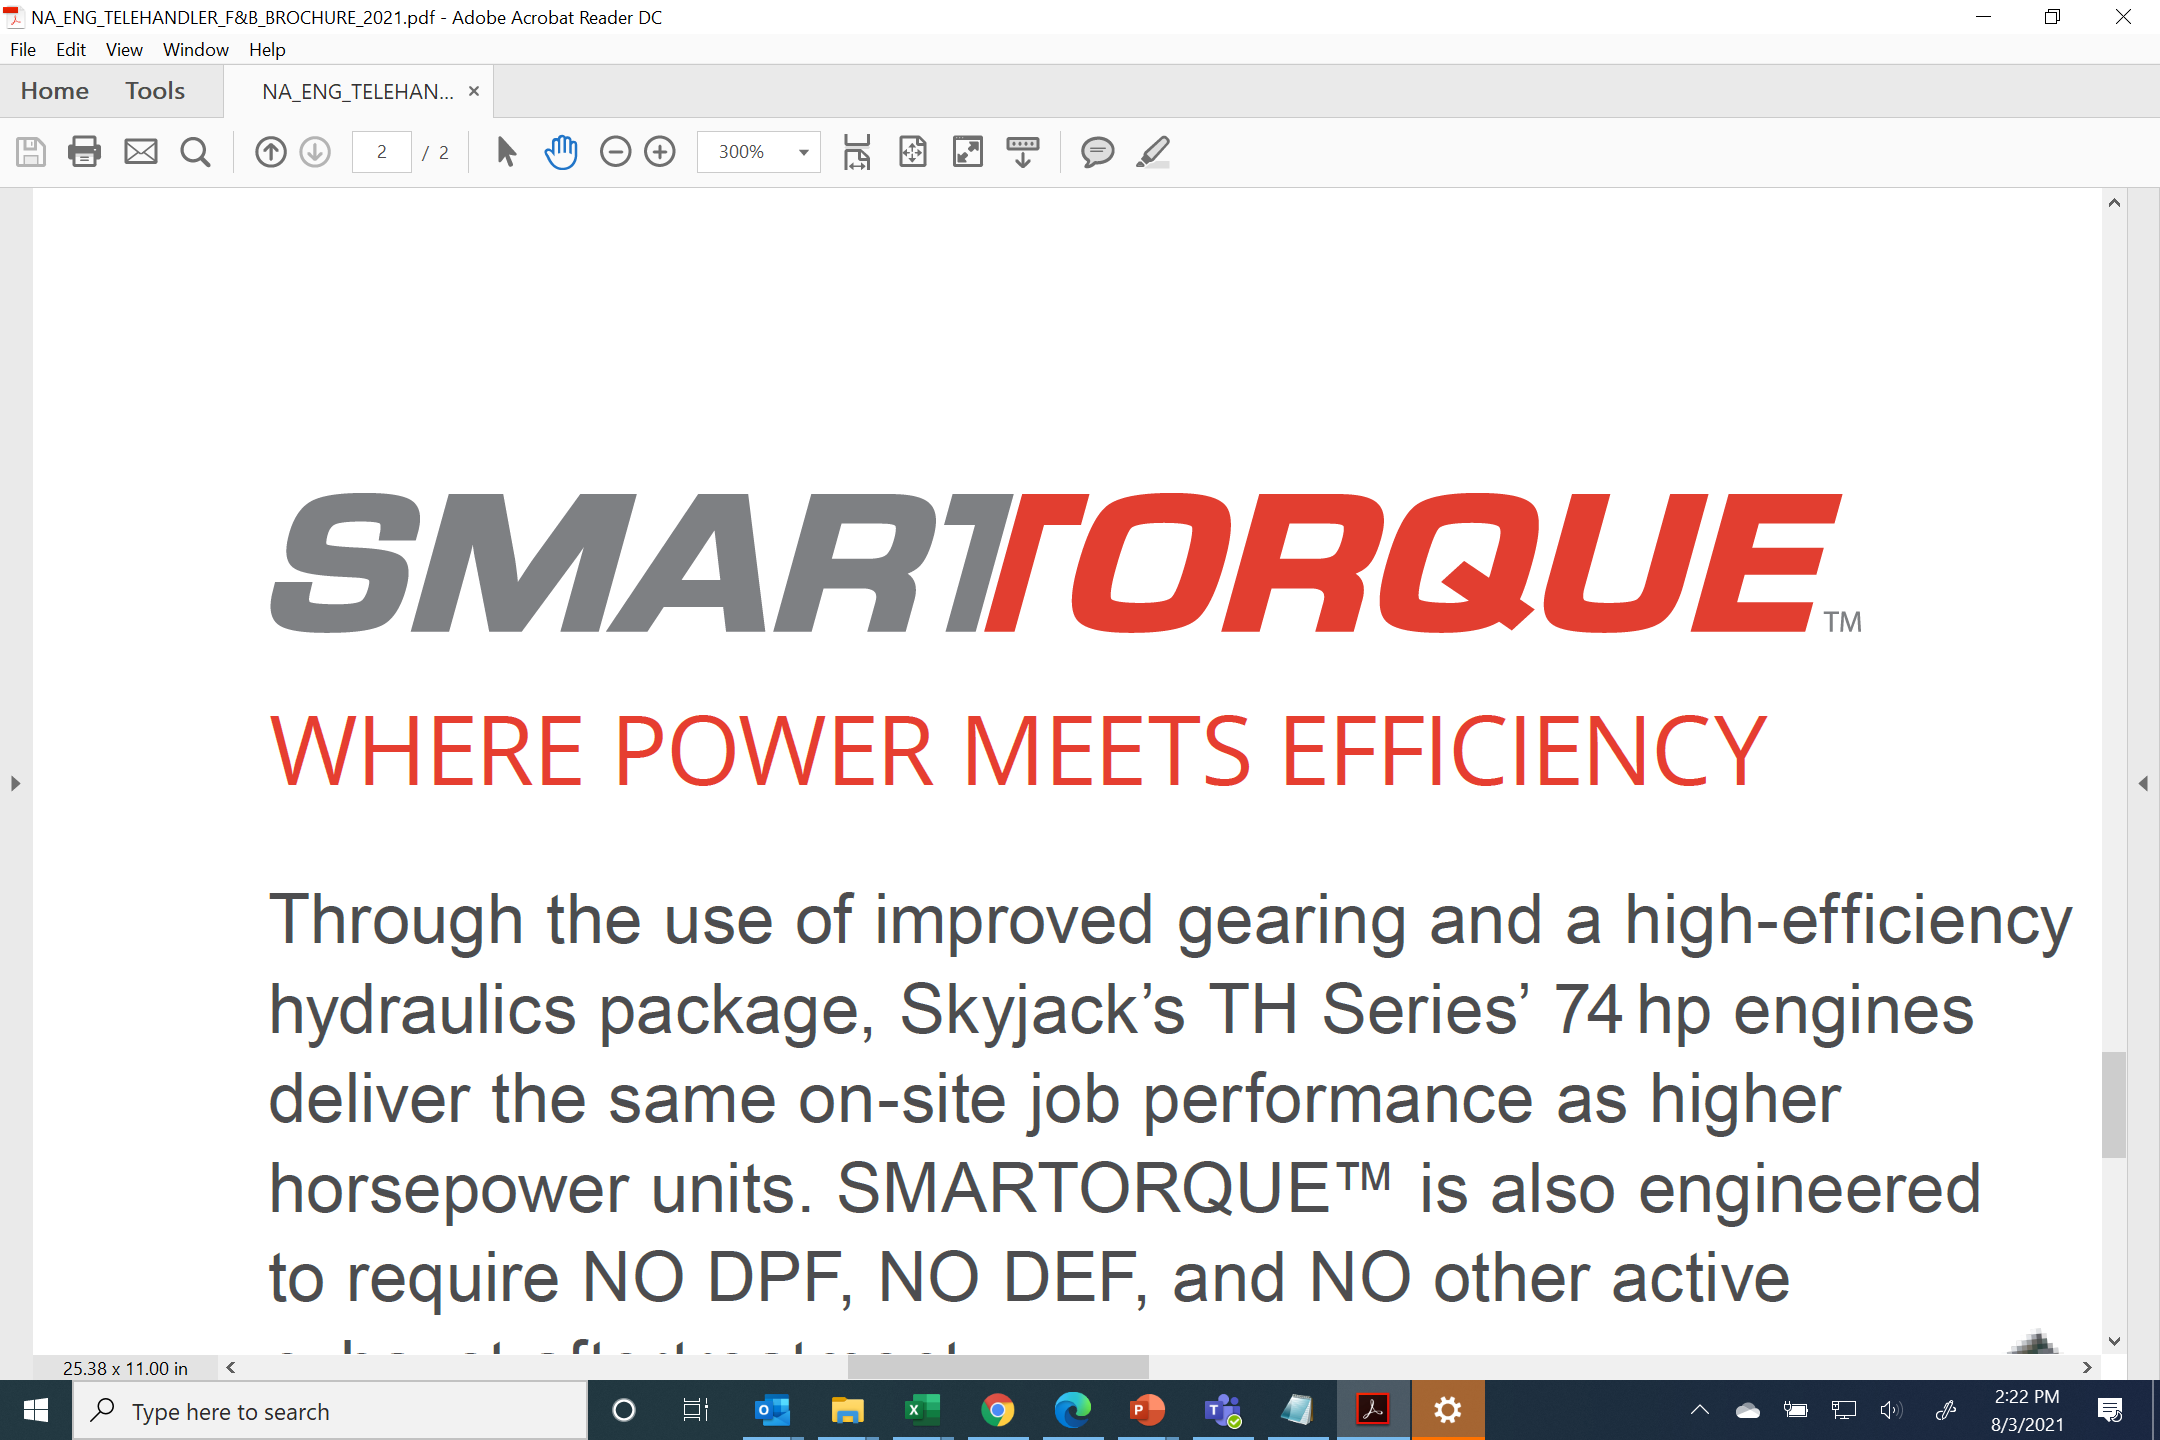 NA_ENG_TELEHANDLER_F&B_BROCHURE_2021.pdf - Adobe Acrobat Reader DC
File Edit View Window Help
Home Tools NA_ENG_TELEHAN... ×
2 / 2 300%
SMARTTORQUE™
WHERE POWER MEETS EFFICIENCY
Through the use of improved gearing and a high-efficiency
hydraulics package, Skyjack’s TH Series’ 74 hp engines
deliver the same on-site job performance as higher
horsepower units. SMARTORQUE™ is also engineered
to require NO DPF, NO DEF, and NO other active
25.38 x 11.00 in
Type here to search
2:22 PM
8/3/2021